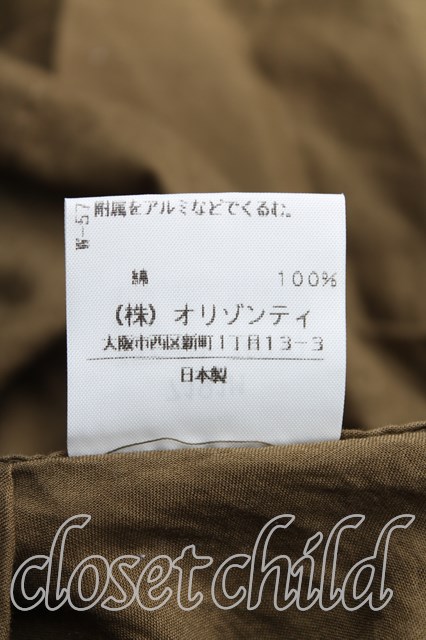 W-57
附属をアルミなどでくるむ。
綿 100%
(株) オリゾンティ
大阪市西区新町1丁目13-3
日本製
closet child